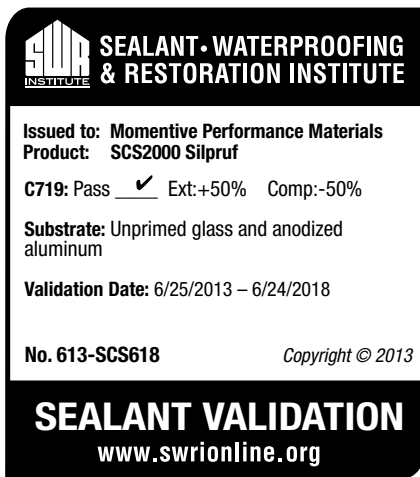 SWR
INSTITUTE
SEALANT • WATERPROOFING
& RESTORATION INSTITUTE
Issued to: Momentive Performance Materials
Product: SCS2000 Silpruf
C719: Pass ✔ Ext:+50% Comp:-50%
Substrate: Unprimed glass and anodized
aluminum
Validation Date: 6/25/2013 – 6/24/2018
No. 613-SCS618 Copyright © 2013
SEALANT VALIDATION
www.swrionline.org